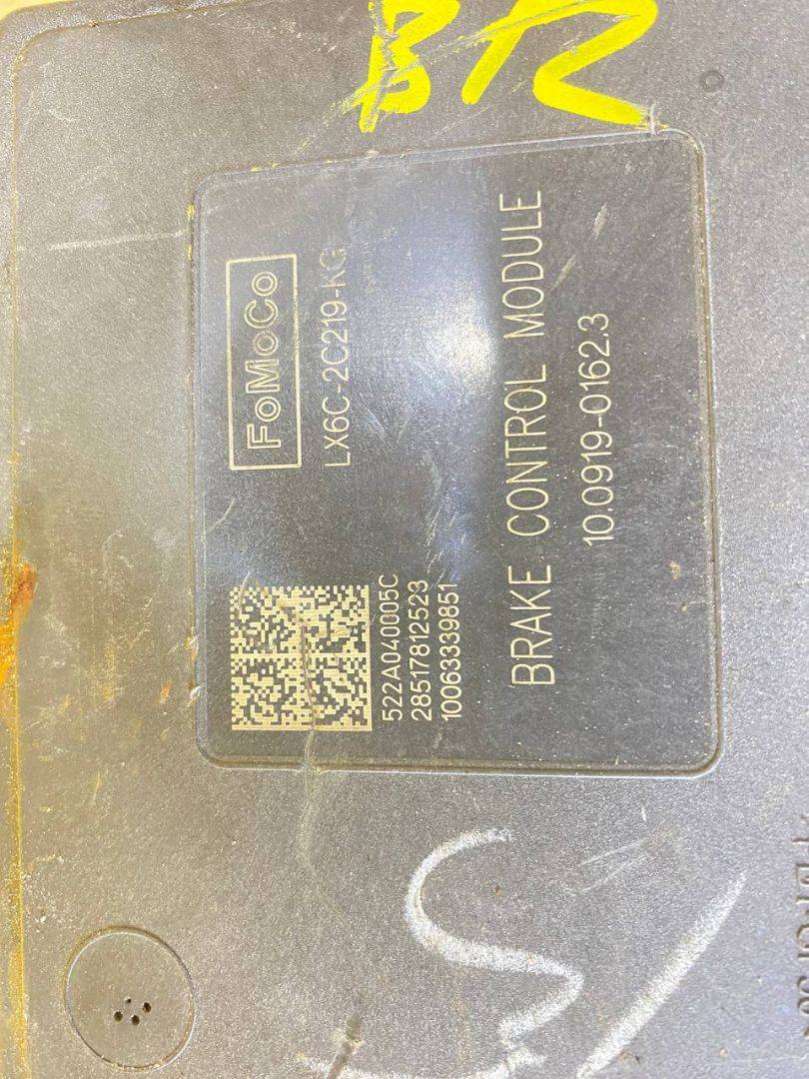 BR
FoMoCo
LX6C-2C219-KG
522A040005C
28517812523
10063339851
BRAKE CONTROL MODULE
10.0919-0162.3